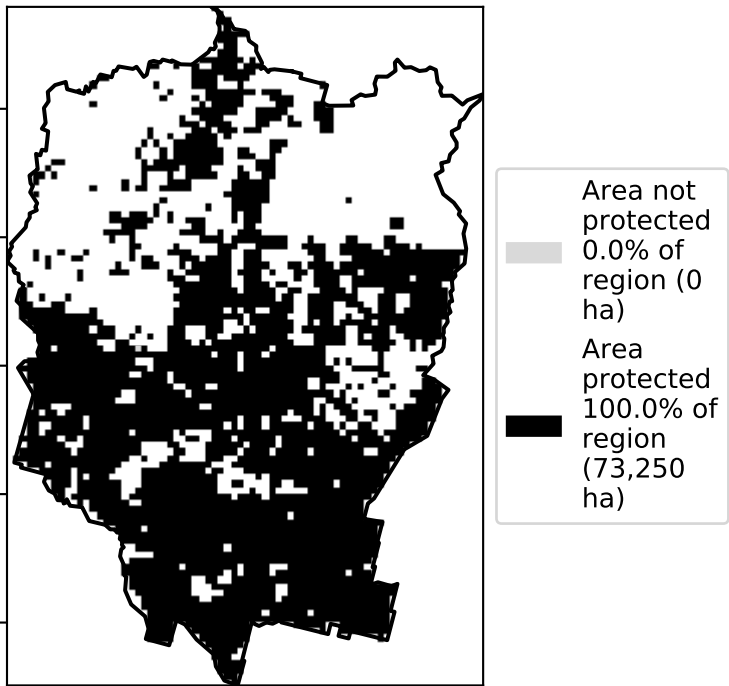 Area not
protected
0.0% of
region (0
ha)
Area
protected
100.0% of
region
(73,250
ha)